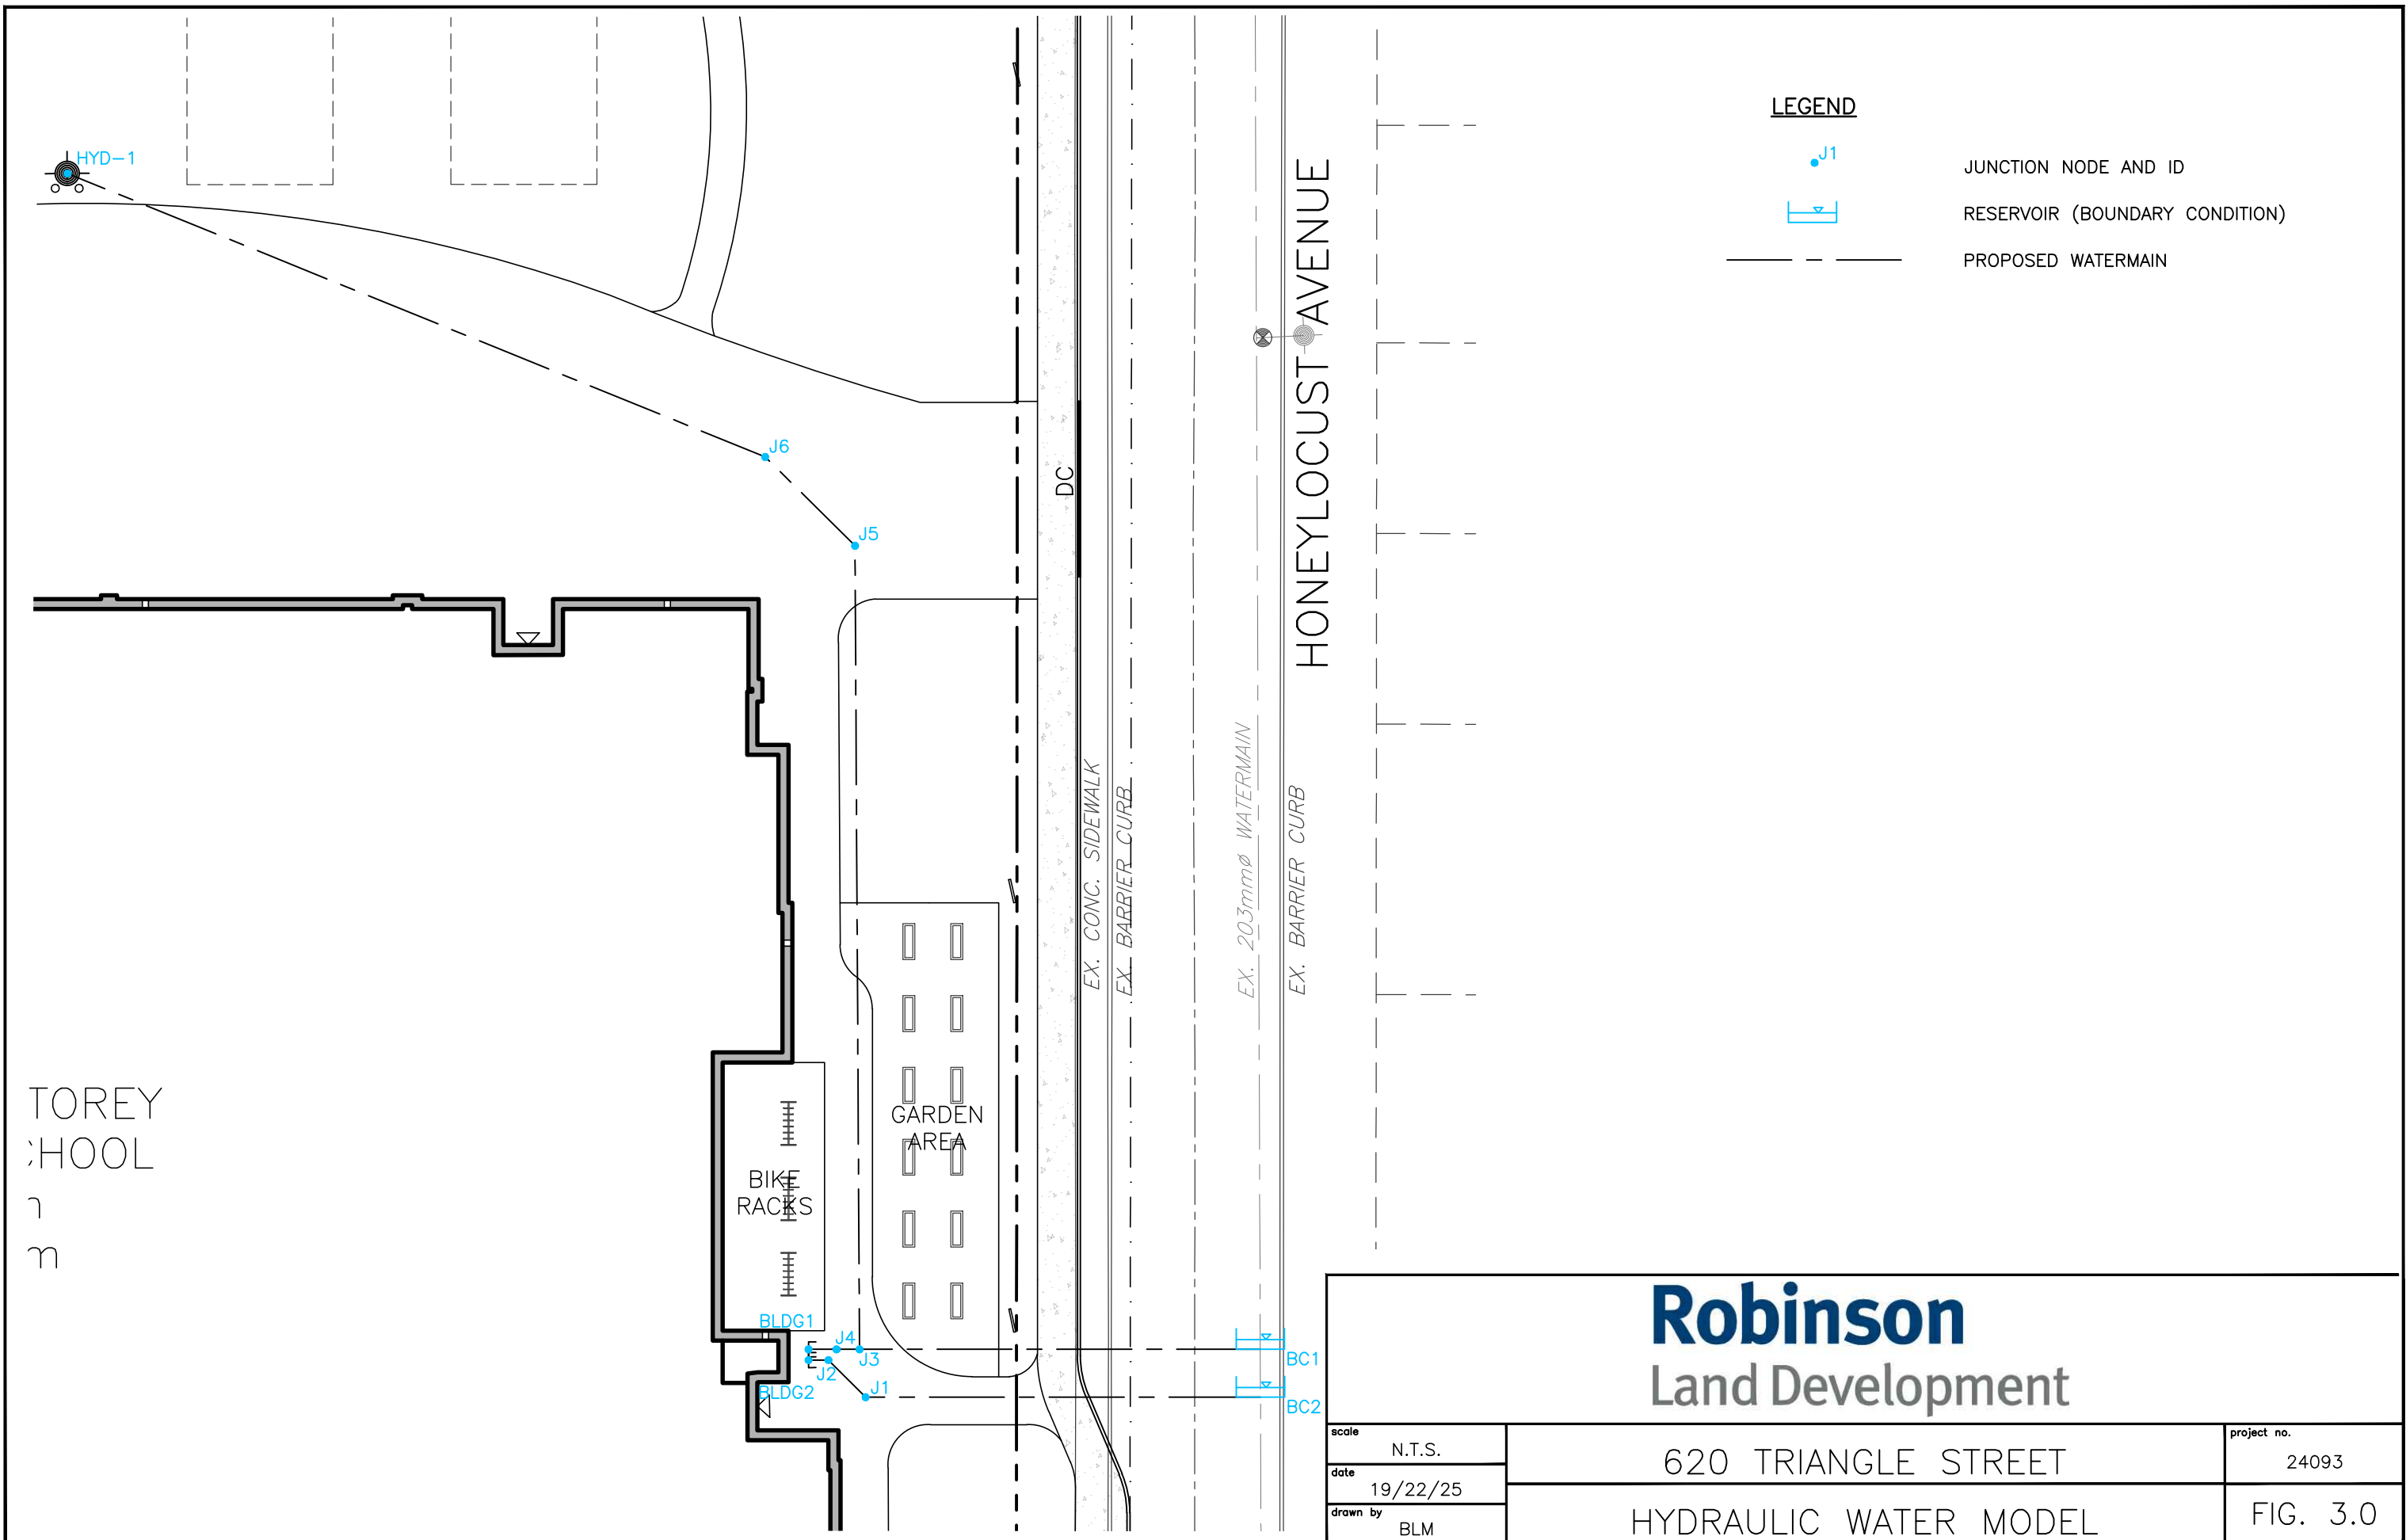 HYD-1
J6
J5
DC
HONEYLOCUST AVENUE
LEGEND
J1
JUNCTION NODE AND ID
RESERVOIR (BOUNDARY CONDITION)
PROPOSED WATERMAIN
EX. CONC. SIDEWALK
EX. BARRIER CURB
EX. 203mmø WATERMAIN
EX. BARRIER CURB
TOREY
CHOOL
m
GARDEN
AREA
BIKE
RACKS
BLDG1
J4
J3
J2
BLDG2
J1
BC1
BC2
Robinson
Land Development
scale
N.T.S.
date
19/22/25
drawn by
BLM
620 TRIANGLE STREET
HYDRAULIC WATER MODEL
project no.
24093
FIG. 3.0